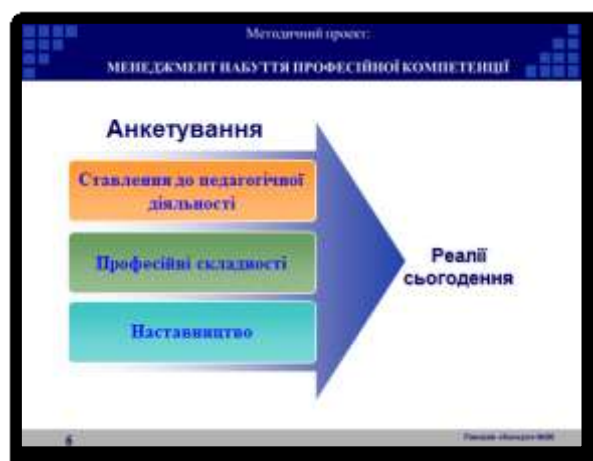 Методичний проект:
МЕНЕДЖМЕНТ НАБУТТЯ ПРОФЕСІЙНОЇ КОМПЕТЕНЦІЇ
Анкетування
Ставлення до педагогічної
діяльності
Професійні складності
Наставництво
Реалії
сьогодення
6